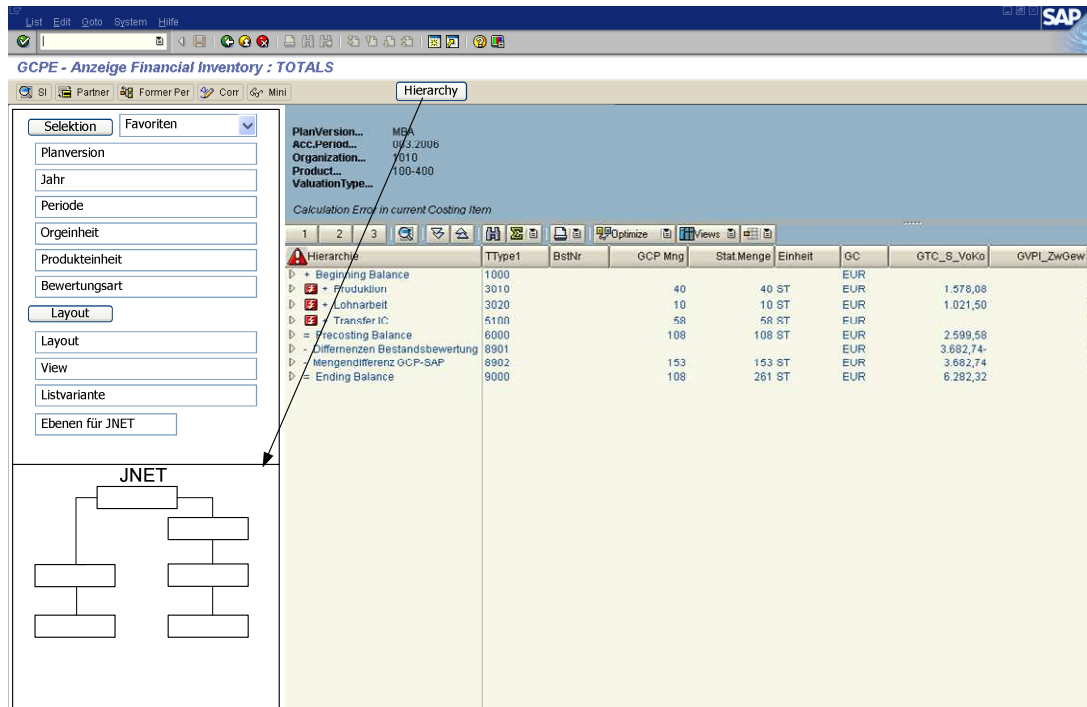 List Edit Goto System Help
SAP
GCPE - Anzeige Financial Inventory : TOTALS
SI Partner Former Per Corr Mini
Hierarchy
Selektion Favoriten
Planversion
Jahr
Periode
Orgeinheit
Produkteinheit
Bewertungsart
Layout
Layout
View
Listvariante
Ebenen für JNET
JNET
PlanVersion... MBA
Acc.Period... 003.2006
Organization... 1010
Product... 100-400
ValuationType...
Calculation Error in current Costing Item
1 2 3 Optimize Views
Hierarchie TType1 BstNr GCP Mng Stat.Menge Einheit GC GTC_S_VoKo GVPI_ZwGew
+ Beginning Balance 1000 EUR
+ Produktion 3010 40 40 ST EUR 1.578,08
+ Lohnarbeit 3020 10 10 ST EUR 1.021,50
+ Transfer IC 5100 58 58 ST EUR
= Precosting Balance 6000 108 108 ST EUR 2.599,58
- Differnenzen Bestandsbewertung 8901 EUR 3.682,74-
- Mengendifferenz GCP-SAP 8902 153 153 ST EUR 3.682,74
= Ending Balance 9000 108 261 ST EUR 6.282,32